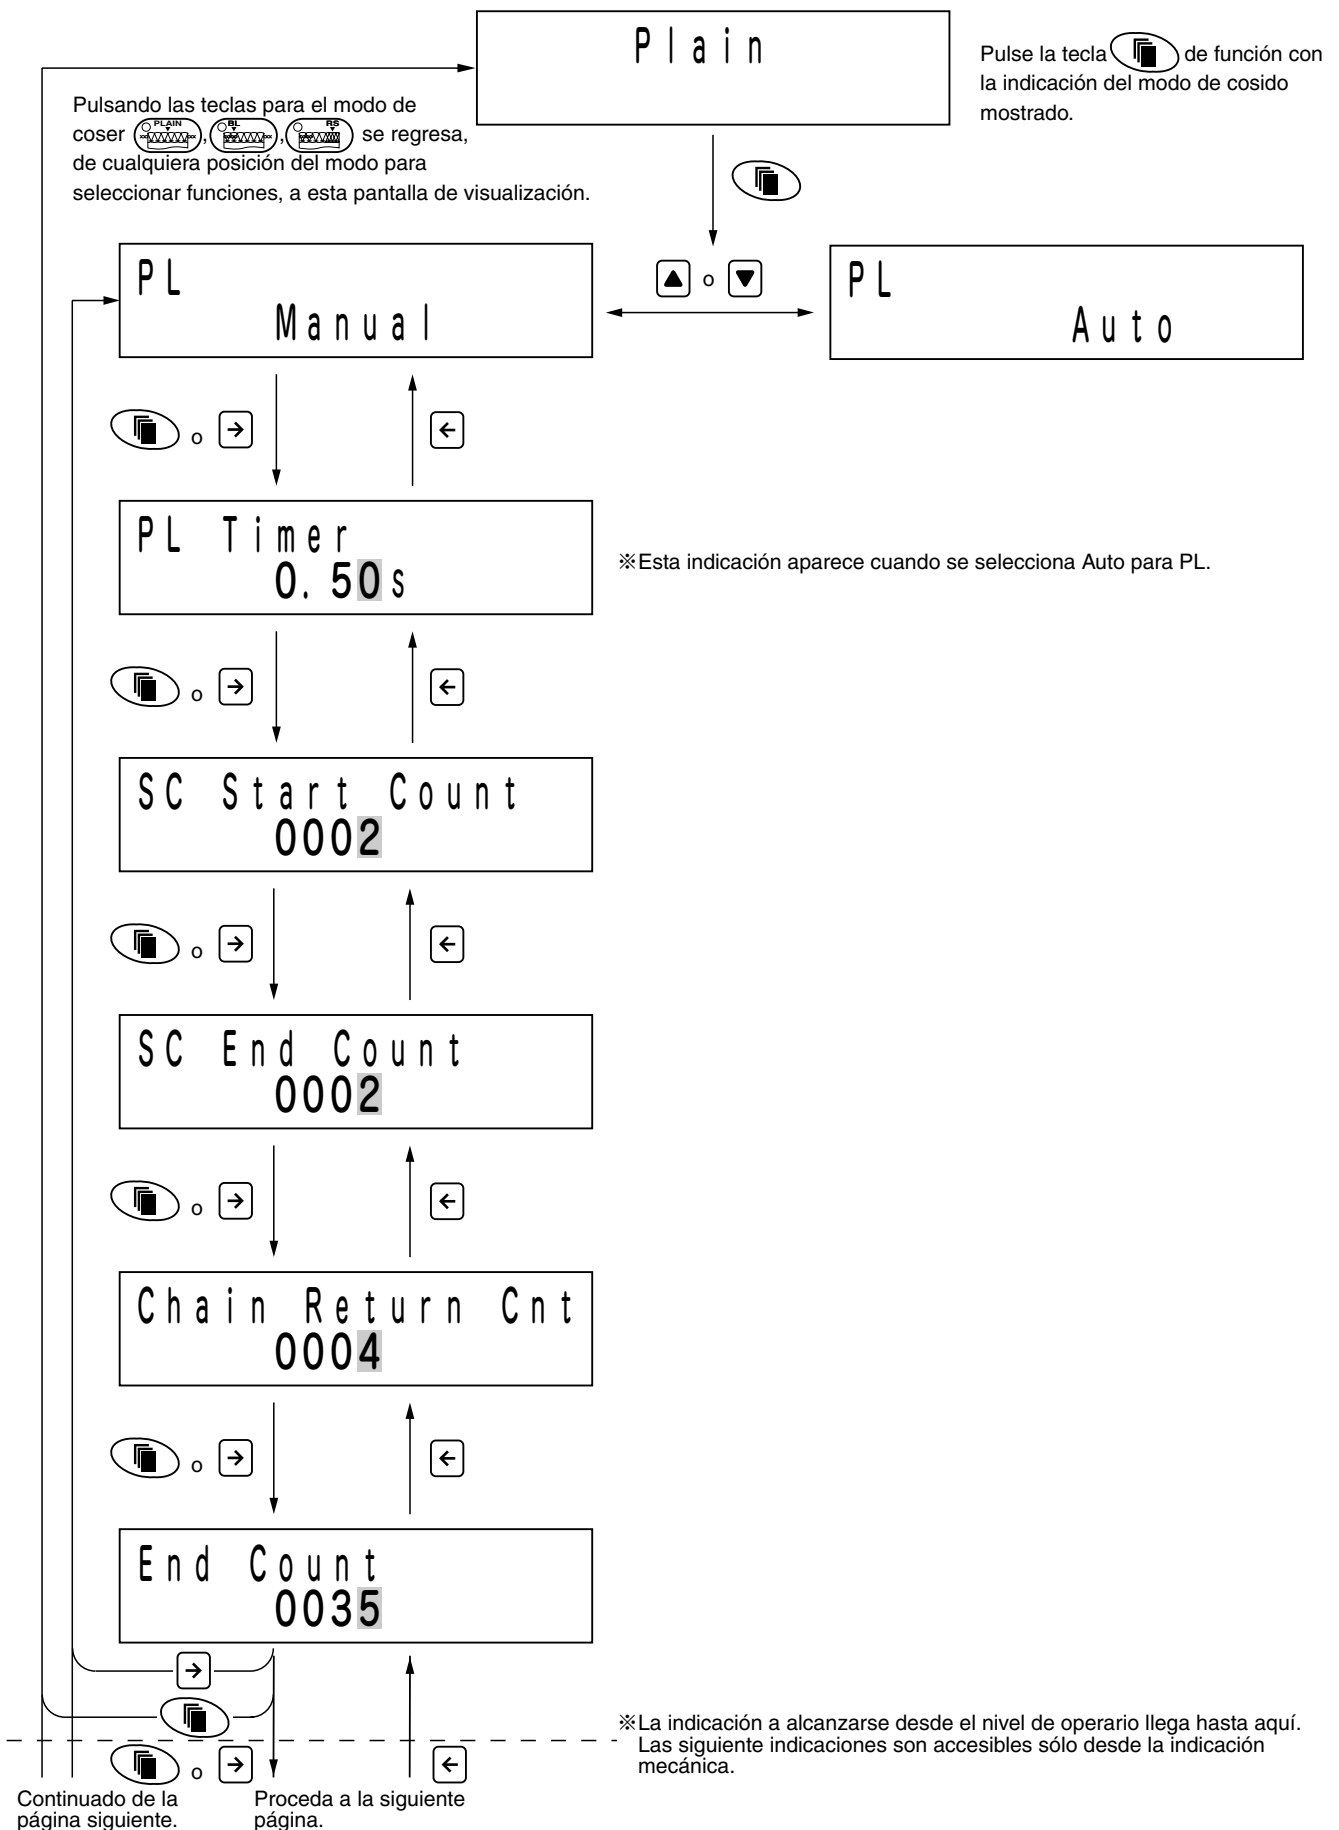 Plain
Pulse la tecla de función con
la indicación del modo de cosido
mostrado.
Pulsando las teclas para el modo de
coser PLAIN, BL, RS se regresa,
de cualquiera posición del modo para
seleccionar funciones, a esta pantalla de visualización.
PL
Manual
o
PL
Auto
o
PL Timer
0.50s
※Esta indicación aparece cuando se selecciona Auto para PL.
o
SC Start Count
0002
o
SC End Count
0002
o
Chain Return Cnt
0004
o
End Count
0035
※La indicación a alcanzarse desde el nivel de operario llega hasta aquí.
Las siguiente indicaciones son accesibles sólo desde la indicación
mecánica.
o
Continuado de la
página siguiente.
Proceda a la siguiente
página.